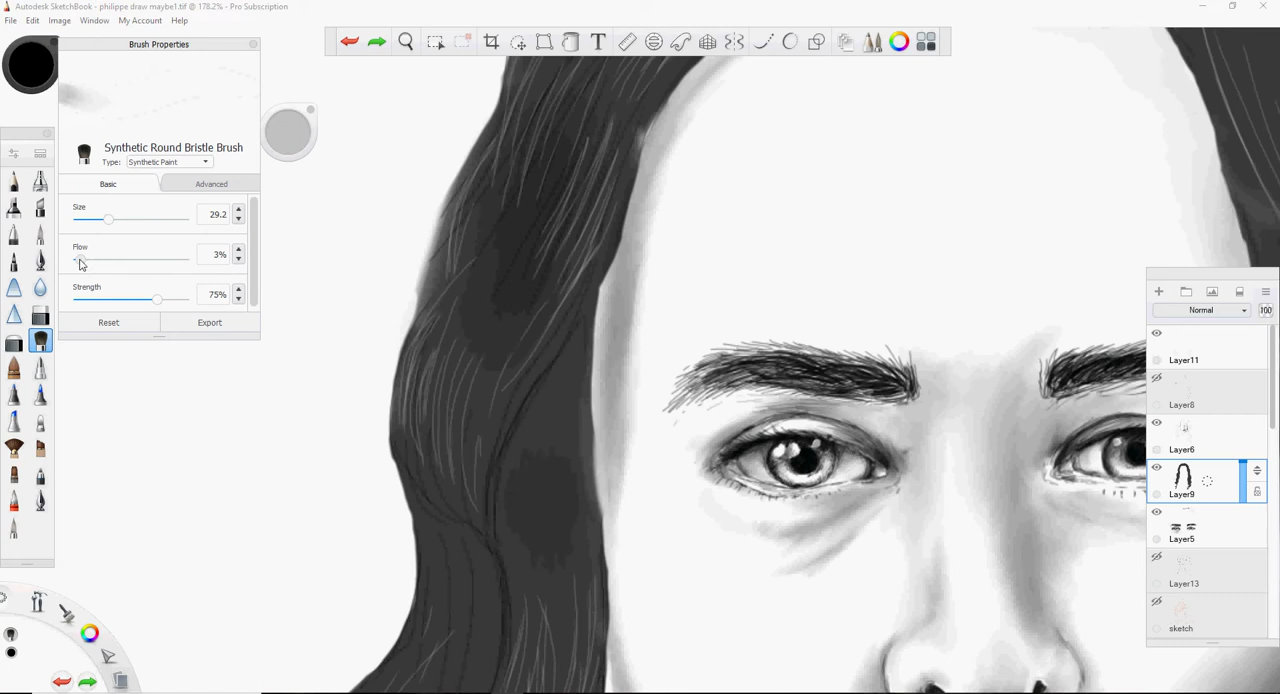 Autodesk SketchBook - philippe draw maybe1.tif @ 178.2% - Pro Subscription
File Edit Image Window My Account Help
Brush Properties
Synthetic Round Bristle Brush
Type: Synthetic Paint
Basic Advanced
Size
29.2
Flow
3%
Strength
75%
Reset Export
T
Normal 100
Layer11
Layer8
Layer6
Layer9
Layer5
Layer13
sketch